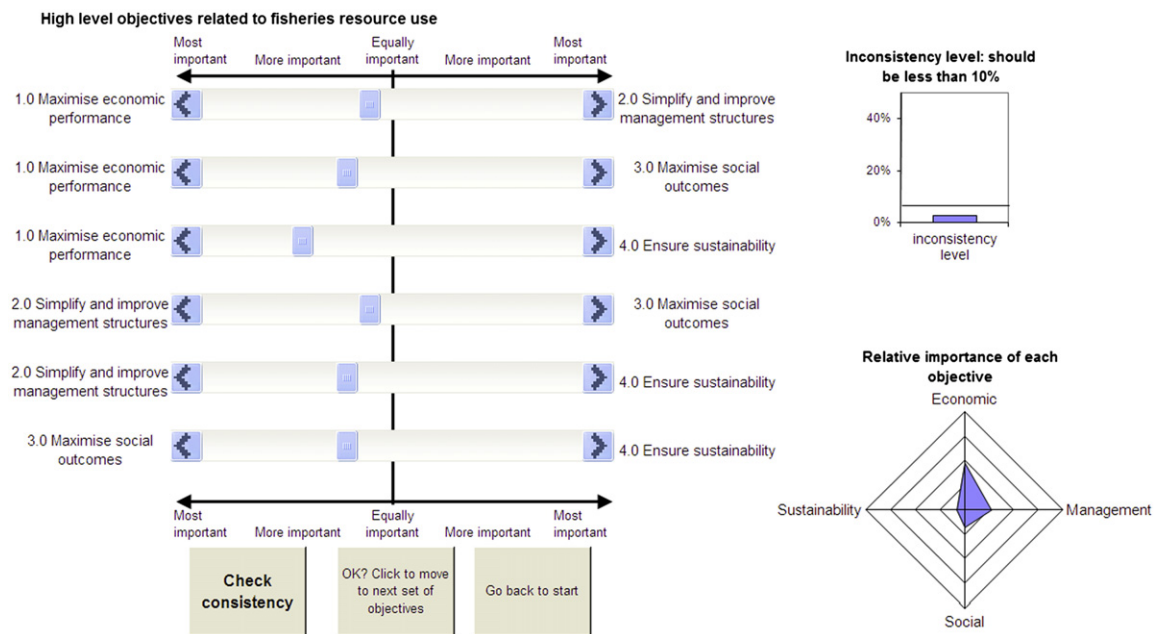 High level objectives related to fisheries resource use
Most
important
More important
Equally
important
More important
Most
important
1.0 Maximise economic
performance
2.0 Simplify and improve
management structures
1.0 Maximise economic
performance
3.0 Maximise social
outcomes
1.0 Maximise economic
performance
4.0 Ensure sustainability
2.0 Simplify and improve
management structures
3.0 Maximise social
outcomes
2.0 Simplify and improve
management structures
4.0 Ensure sustainability
3.0 Maximise social
outcomes
4.0 Ensure sustainability
Most
important
More important
Equally
important
More important
Most
important
Check
consistency
OK? Click to move
to next set of
objectives
Go back to start
Inconsistency level: should
be less than 10%
40%
20%
0%
inconsistency
level
Relative importance of each
objective
Economic
Sustainability
Management
Social